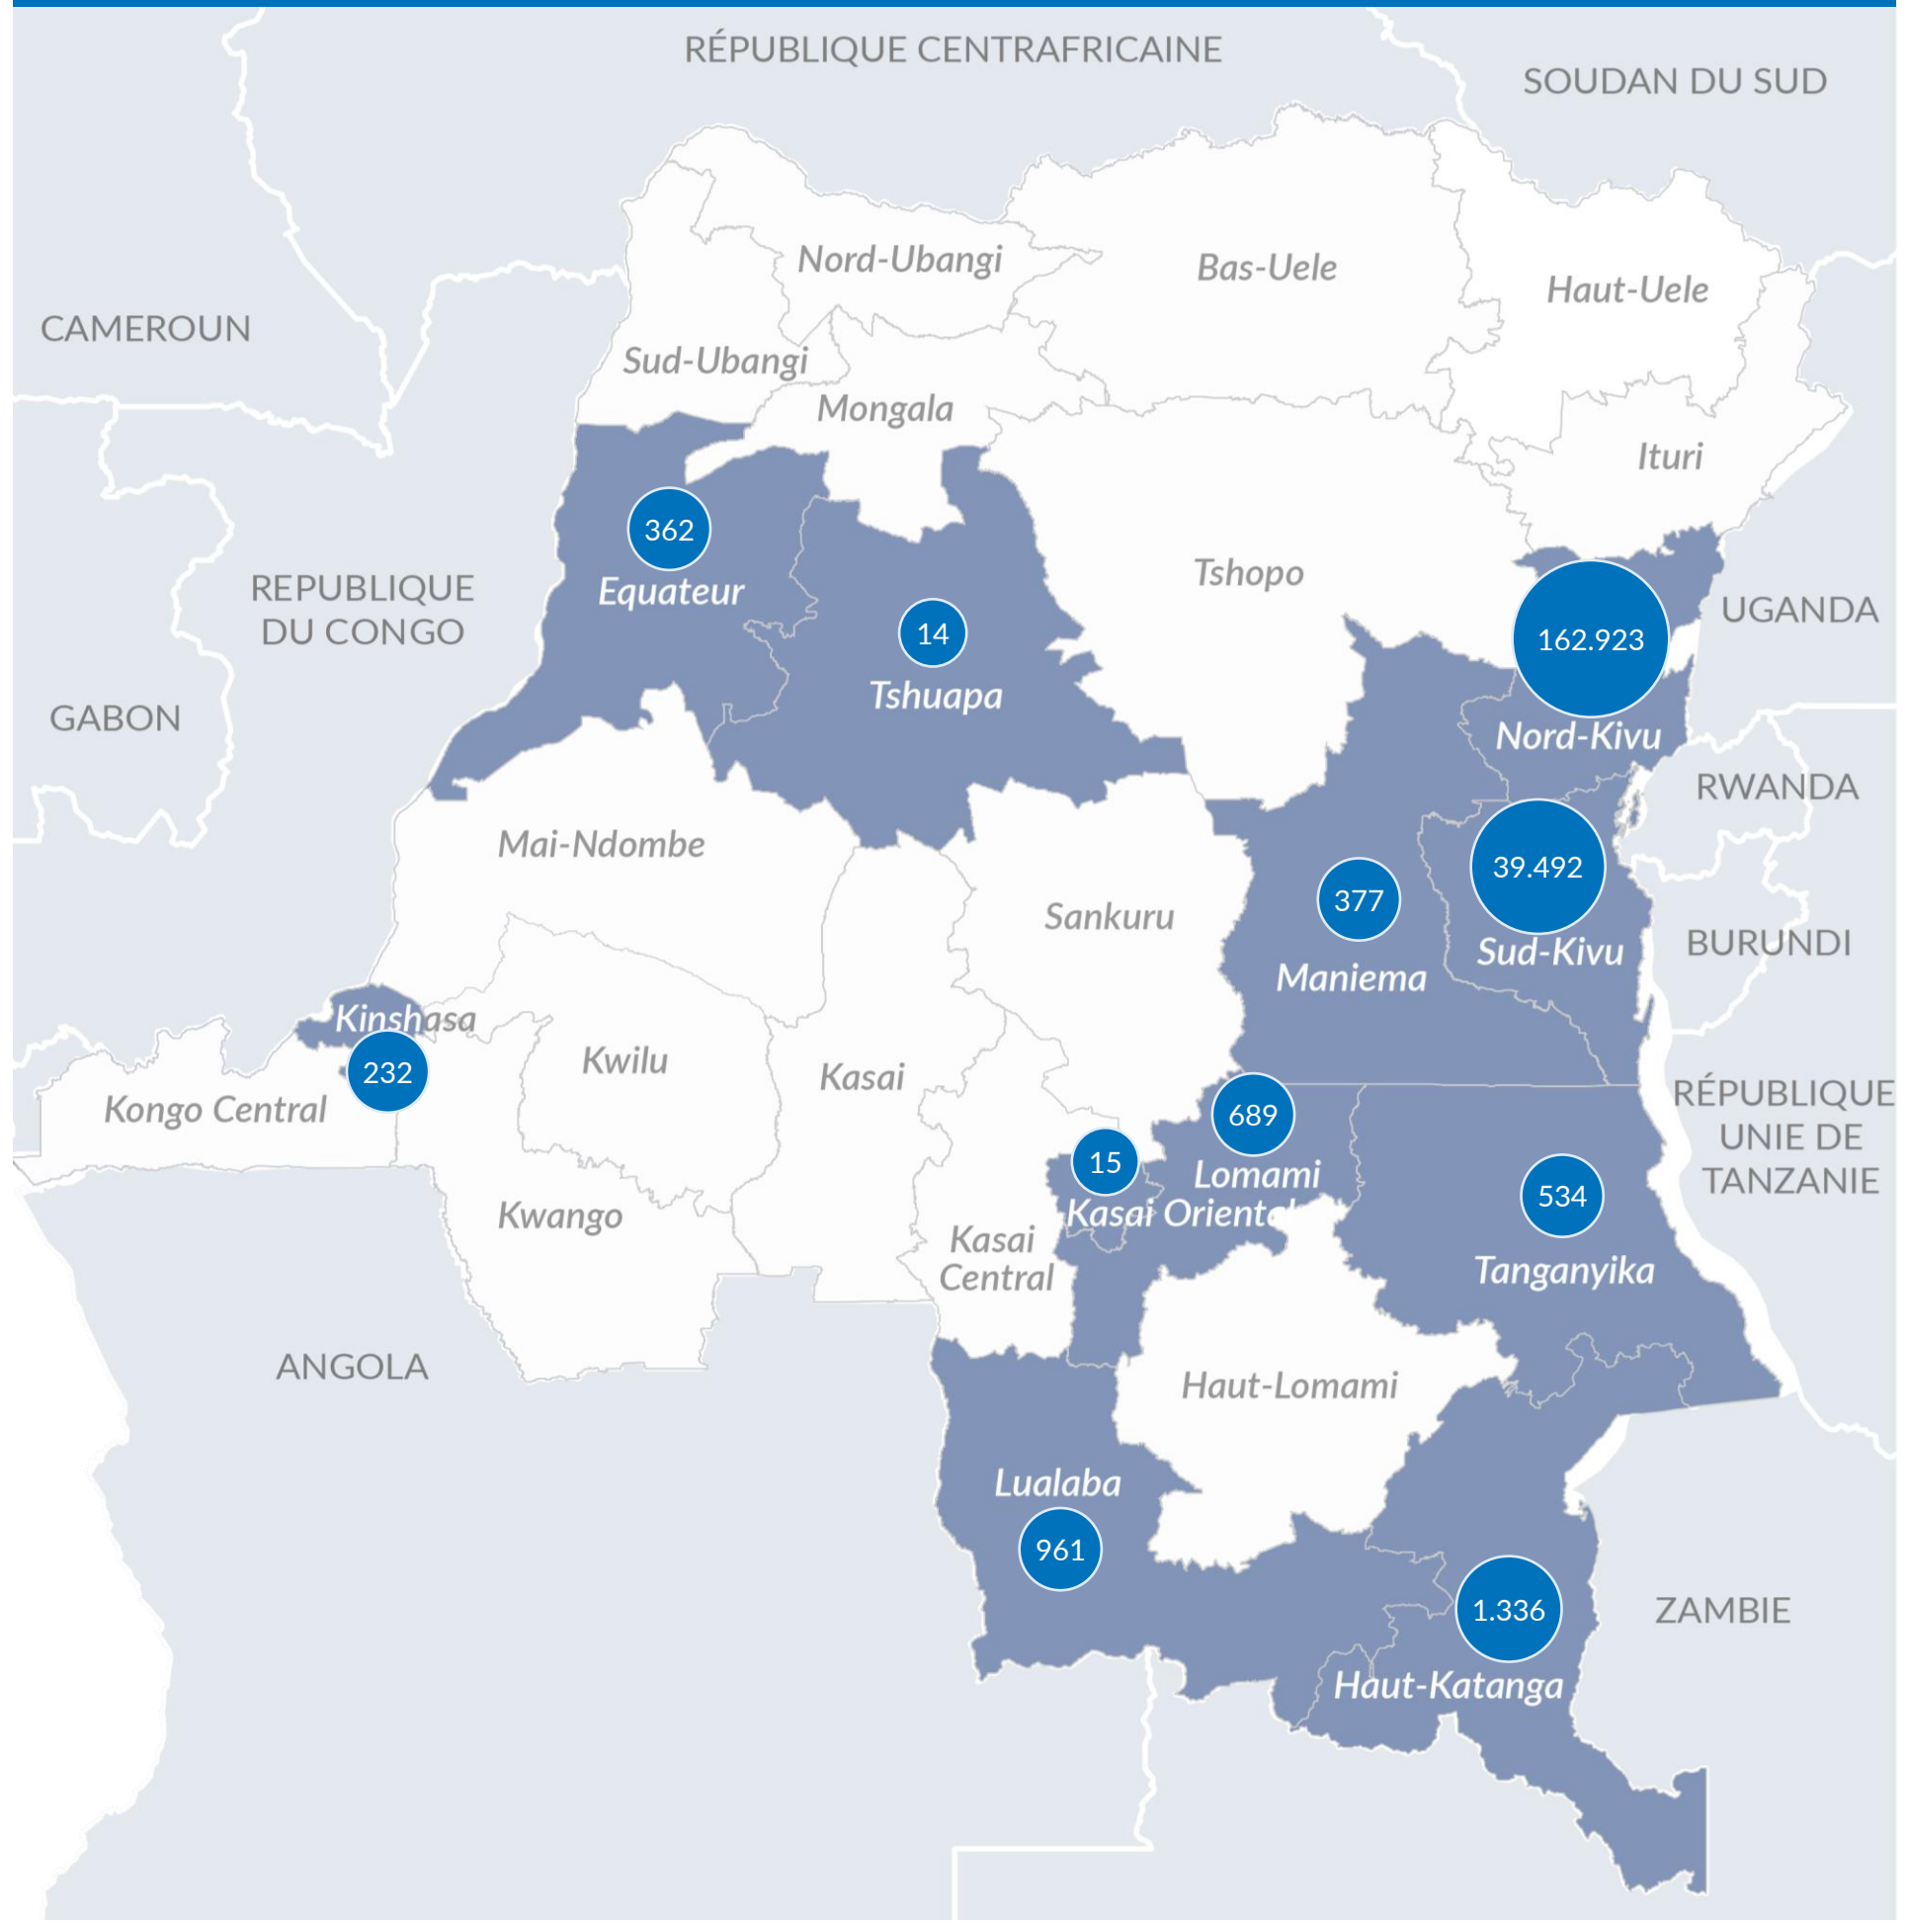 RÉPUBLIQUE CENTRAFRICAINE
SOUDAN DU SUD
Nord-Ubangi
Bas-Uele
Haut-Uele
CAMEROUN
Sud-Ubangi
Mongala
Ituri
362
Equateur
Tshopo
REPUBLIQUE
DU CONGO
14
Tshuapa
162.923
Nord-Kivu
UGANDA
GABON
RWANDA
Mai-Ndombe
39.492
Sud-Kivu
377
Maniema
Sankuru
BURUNDI
Kinshasa
232
Kwilu
Kasai
Kongo Central
689
Lomami
15
Kasai Oriental
RÉPUBLIQUE
UNIE DE
TANZANIE
534
Tanganyika
Kwango
Kasai
Central
ANGOLA
Haut-Lomami
Lualaba
961
1.336
Haut-Katanga
ZAMBIE